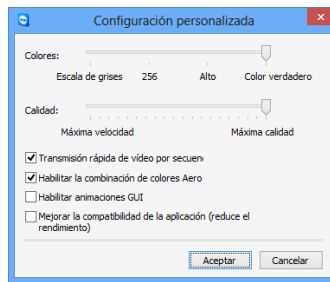 Configuración personalizada
Colores:
Escala de grises 256 Alto Color verdadero
Calidad:
Máxima velocidad Máxima calidad
Transmisión rápida de vídeo por secuen
Habilitar la combinación de colores Aero
Habilitar animaciones GUI
Mejorar la compatibilidad de la aplicación (reduce el
rendimiento)
Aceptar Cancelar